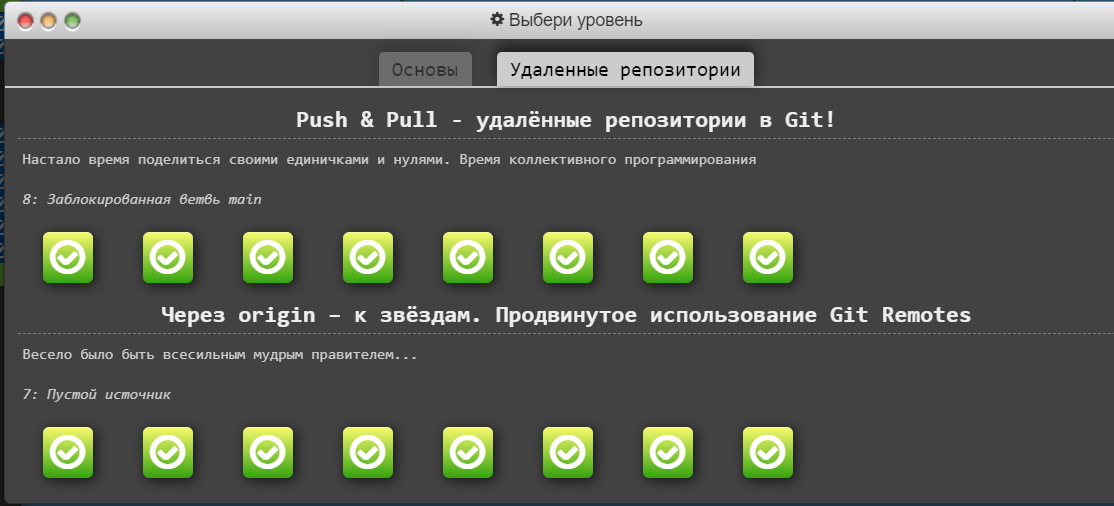 Выбери уровень
Основы
Удаленные репозитории
Push & Pull - удалённые репозитории в Git!
Настало время поделиться своими единичками и нулями. Время коллективного программирования
8: Заблокированная ветвь main
Через origin – к звёздам. Продвинутое использование Git Remotes
Весело было быть всесильным мудрым правителем...
7: Пустой источник